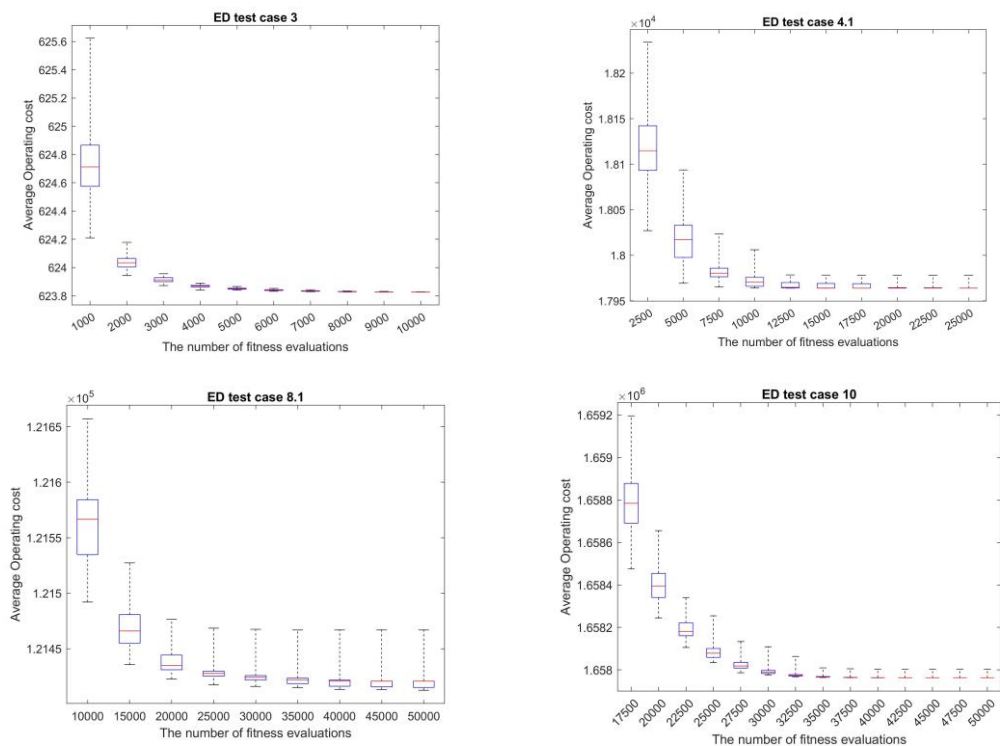 ED test case 3
625.6
625.4
625.2
625
624.8
624.6
624.4
624.2
624
623.8
Average Operating cost
1000 2000 3000 4000 5000 6000 7000 8000 9000 10000
The number of fitness evaluations
×10⁴
ED test case 4.1
1.82
1.815
1.81
1.805
1.8
1.795
Average Operating cost
2500 5000 7500 10000 12500 15000 17500 20000 22500 25000
The number of fitness evaluations
×10⁵
ED test case 8.1
1.2165
1.216
1.2155
1.215
1.2145
Average Operating cost
10000 15000 20000 25000 30000 35000 40000 45000 50000
The number of fitness evaluations
×10⁶
ED test case 10
1.6592
1.659
1.6588
1.6586
1.6584
1.6582
1.658
Average Operating cost
17500 20000 22500 25000 27500 30000 32500 35000 37500 40000 42500 45000 47500 50000
The number of fitness evaluations